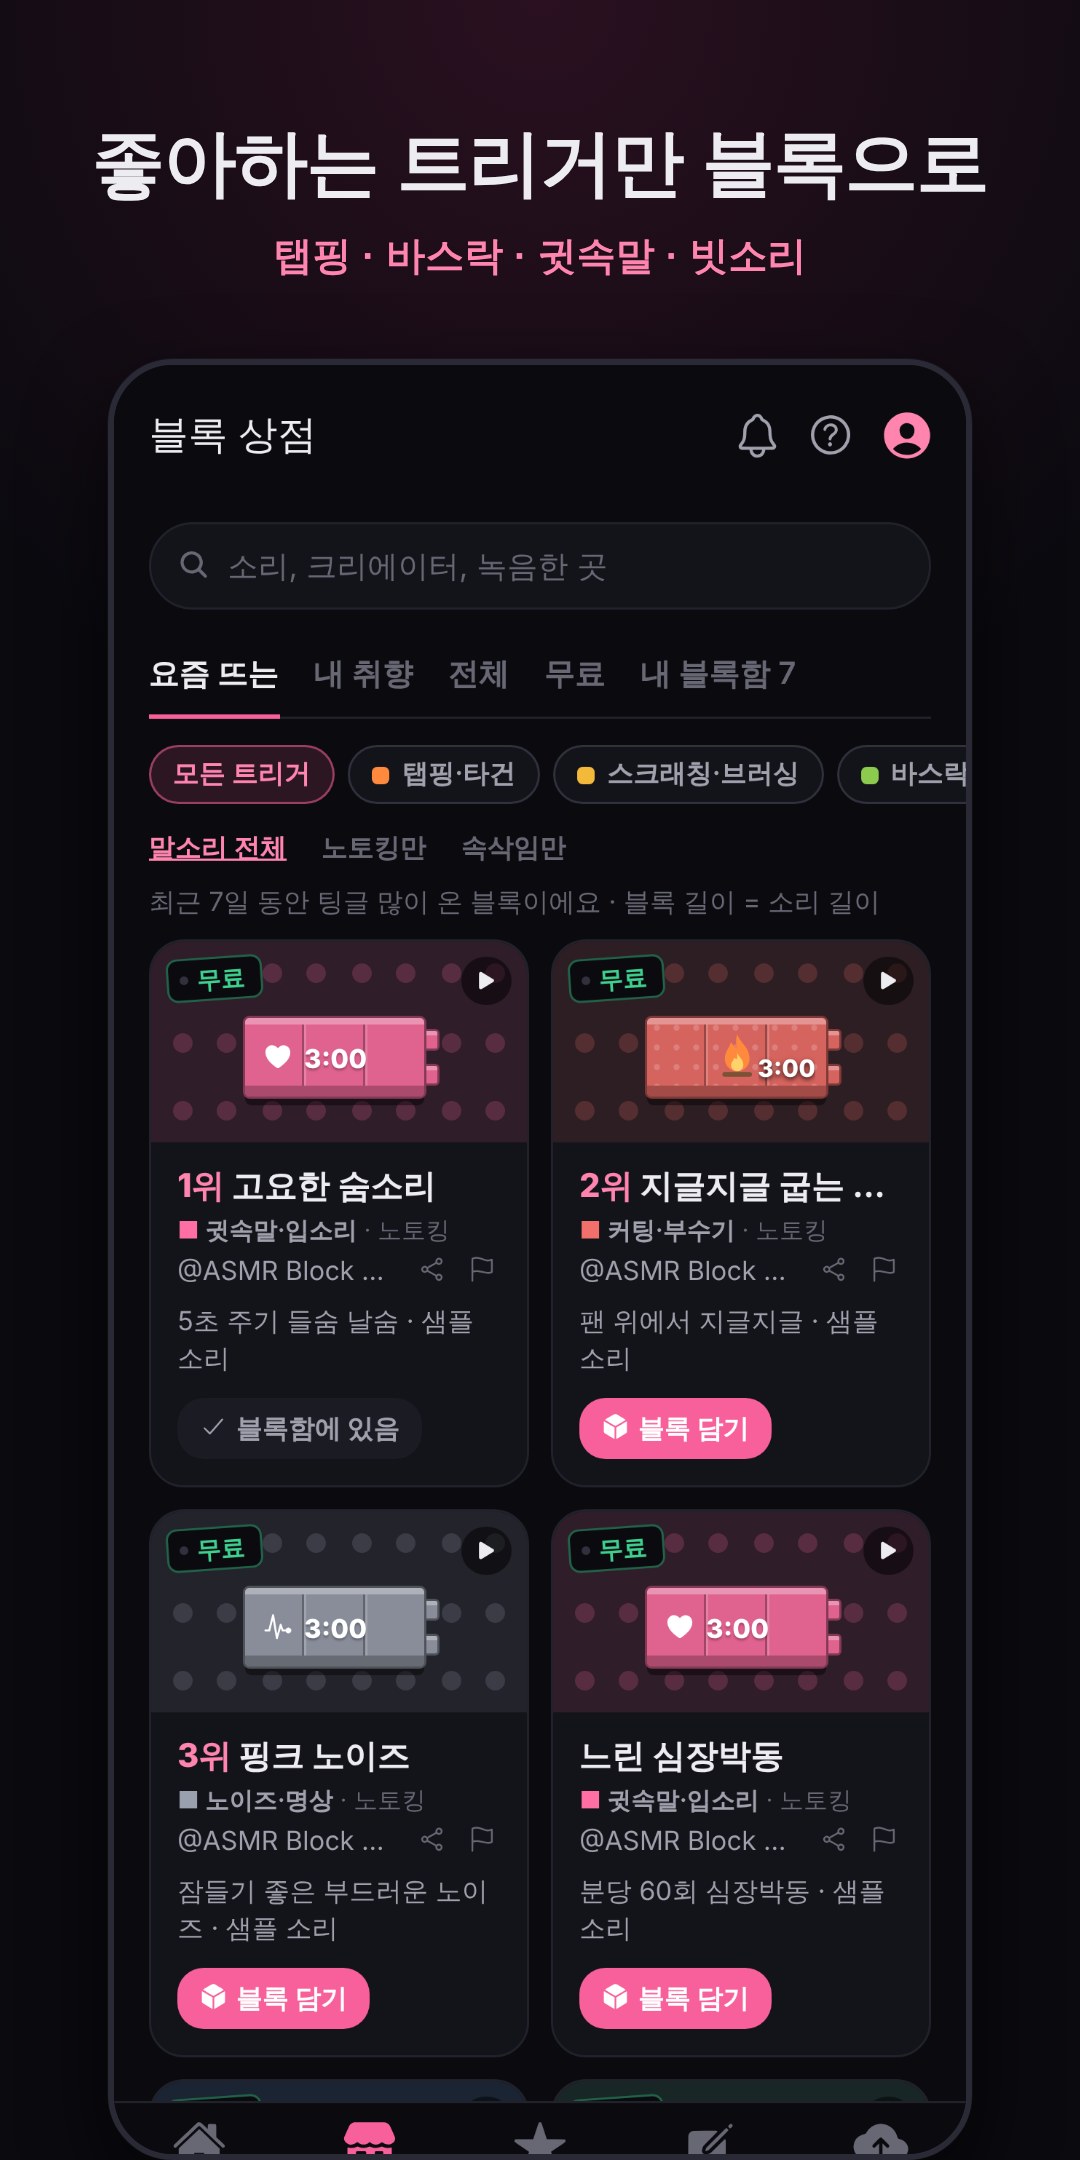 좋아하는 트리거만 블록으로
탭핑 · 바스락 · 귓속말 · 빗소리
블록 상점
소리, 크리에이터, 녹음한 곳
요즘 뜨는 내 취향 전체 무료 내 블록함 7
모든 트리거 탭핑·타건 스크래칭·브러싱 바스락
말소리 전체 노토킹만 속삭임만
최근 7일 동안 팅글 많이 온 블록이에요 · 블록 길이 = 소리 길이
무료
3:00
1위 고요한 숨소리
귓속말·입소리 · 노토킹
@ASMR Block ...
5초 주기 들숨 날숨 · 샘플
소리
블록함에 있음
무료
3:00
2위 지글지글 굽는 ...
커팅·부수기 · 노토킹
@ASMR Block ...
팬 위에서 지글지글 · 샘플
소리
블록 담기
무료
3:00
3위 핑크 노이즈
노이즈·명상 · 노토킹
@ASMR Block ...
잠들기 좋은 부드러운 노이
즈 · 샘플 소리
블록 담기
무료
3:00
느린 심장박동
귓속말·입소리 · 노토킹
@ASMR Block ...
분당 60회 심장박동 · 샘플
소리
블록 담기